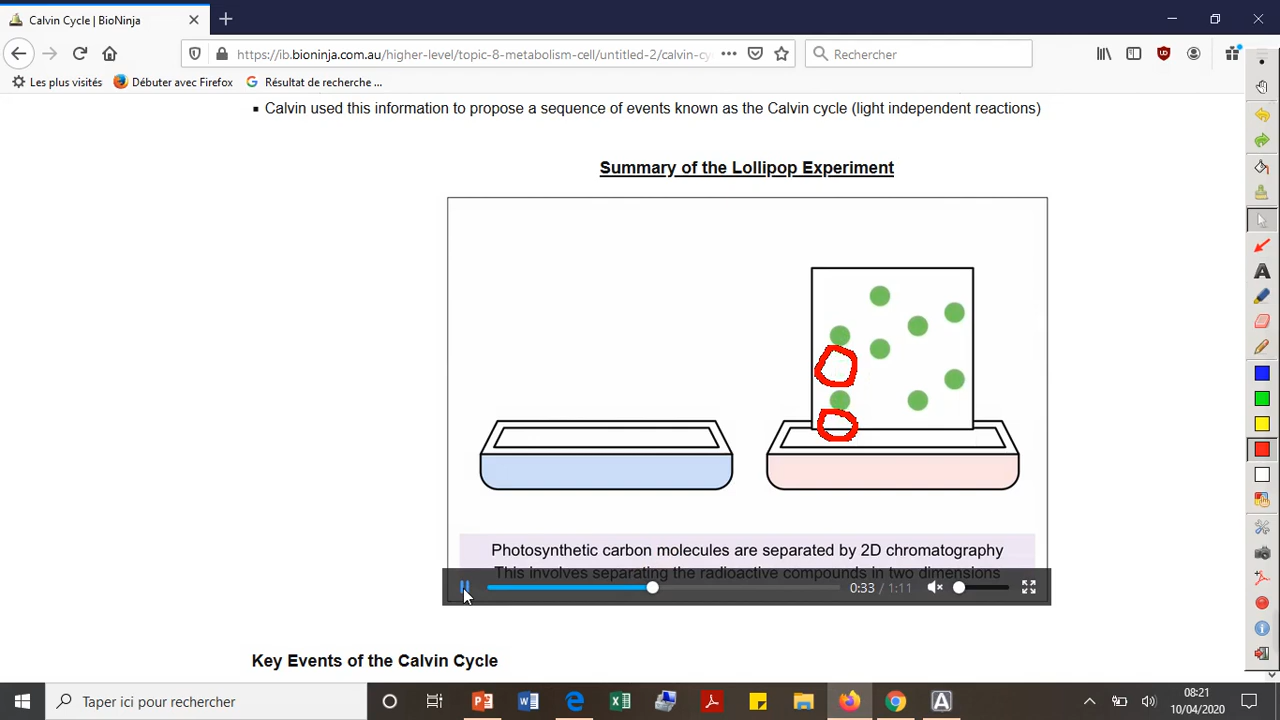 Calvin Cycle | BioNinja
https://ib.bioninja.com.au/higher-level/topic-8-metabolism-cell/untitled-2/calvin-cy
Rechercher
Les plus visités
Débuter avec Firefox
Résultat de recherche ...
Calvin used this information to propose a sequence of events known as the Calvin cycle (light independent reactions)
Summary of the Lollipop Experiment
Photosynthetic carbon molecules are separated by 2D chromatography
This involves separating the radioactive compounds in two dimensions
0:33 / 1:11
Key Events of the Calvin Cycle
Taper ici pour rechercher
08:21
10/04/2020